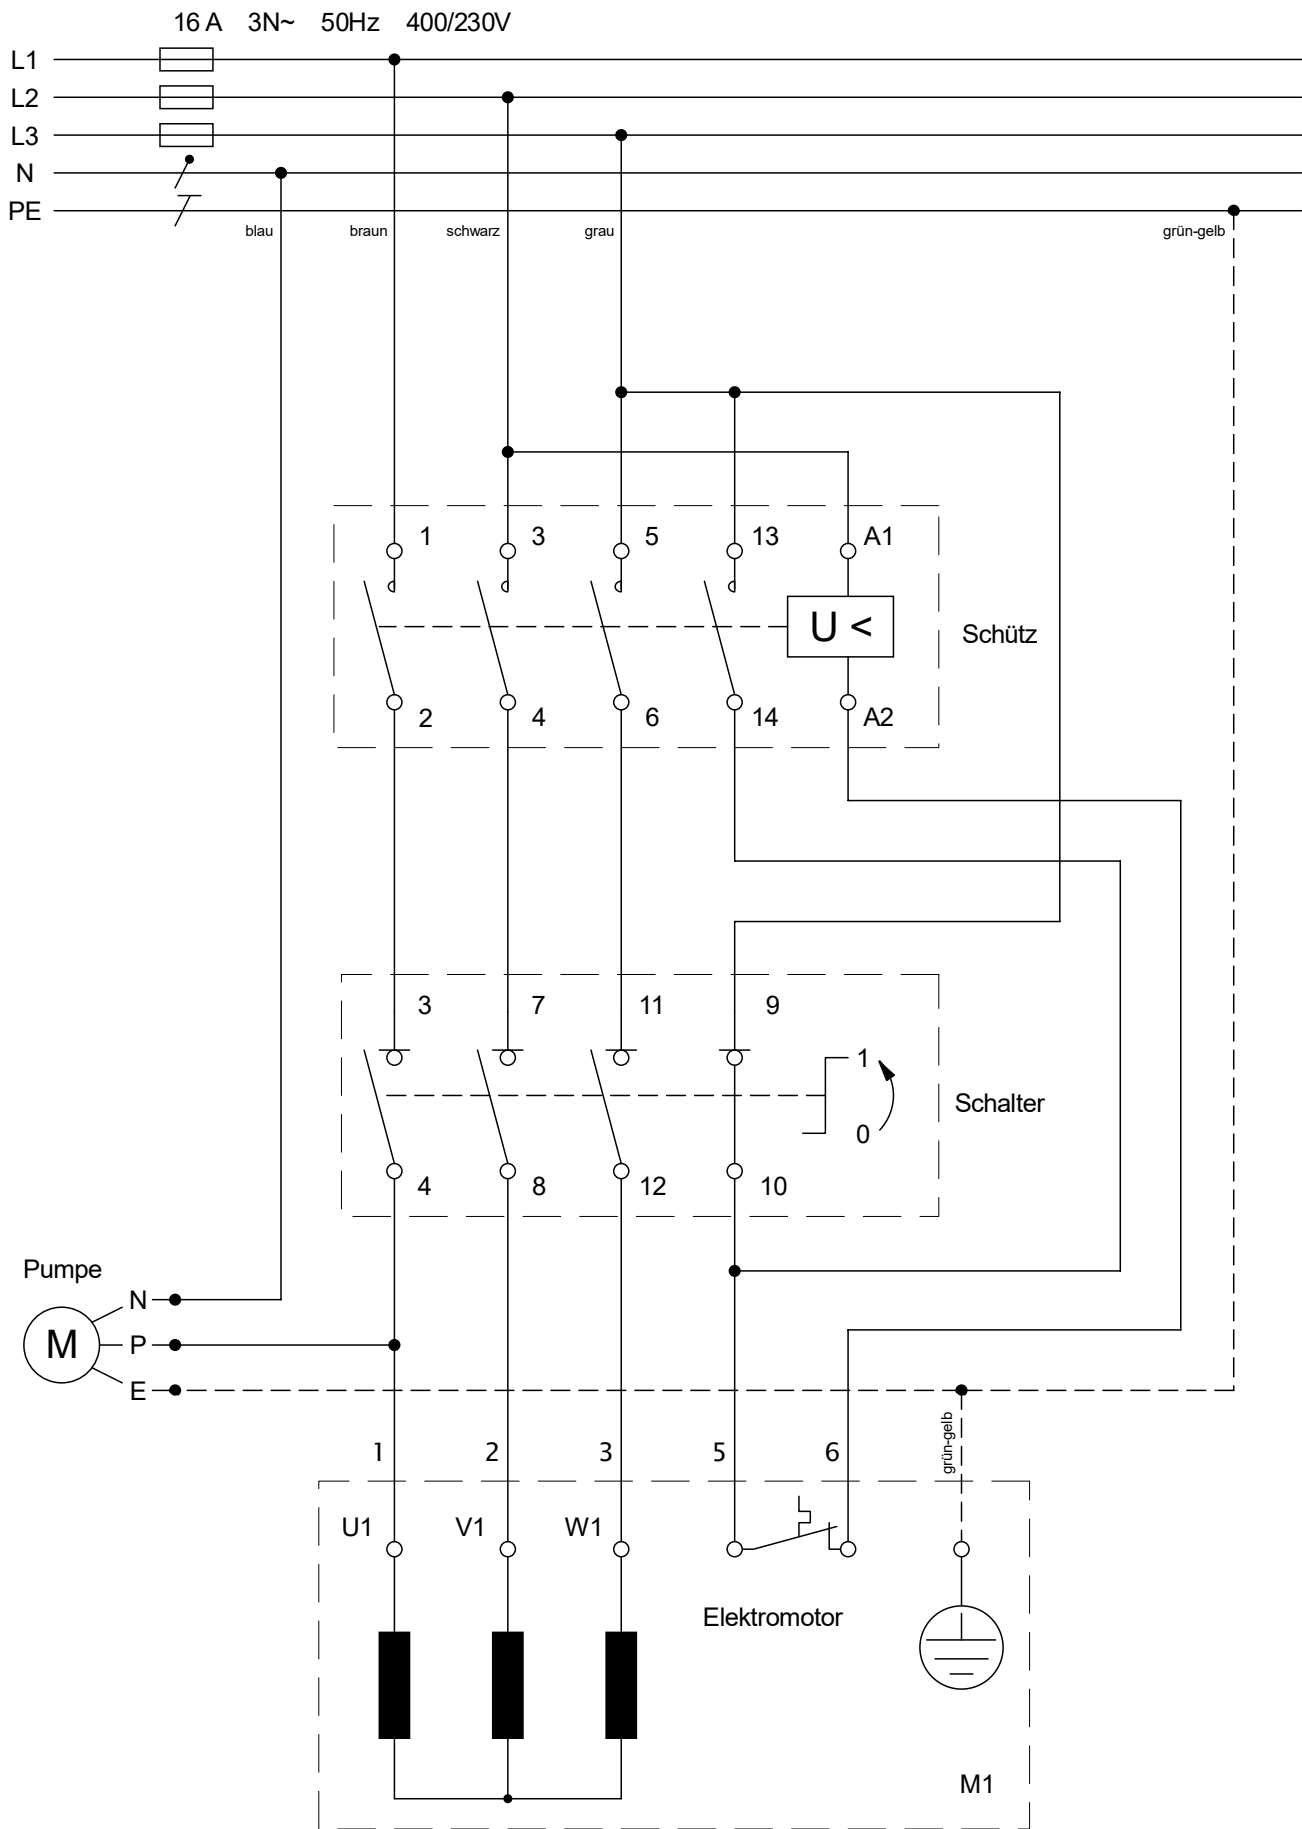 16 A 3N~ 50Hz 400/230V
L1
L2
L3
N
PE
blau braun schwarz grau grün-gelb
1 3 5 13 A1
U <
Schütz
2 4 6 14 A2
3 7 11 9
1
Schalter
0
4 8 12 10
Pumpe
N
M P
E
grün-gelb
1 2 3 5 6
U1 V1 W1
Elektromotor
M1